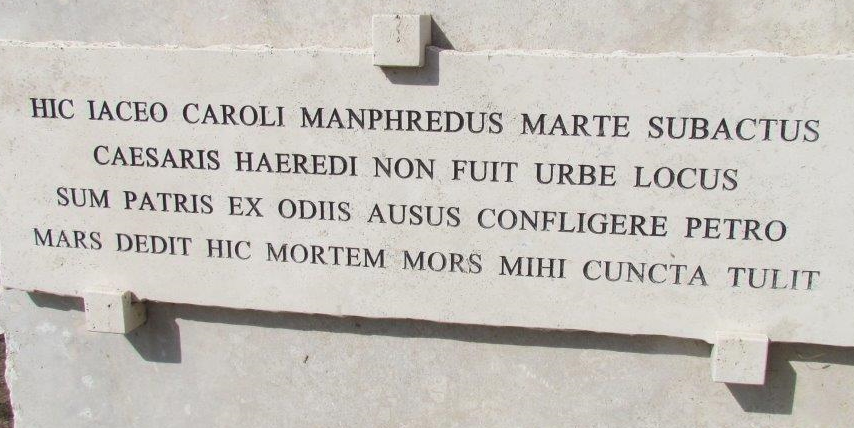 HIC IACEO CAROLI MANPHREDUS MARTE SUBACTUS
CAESARIS HAEREDI NON FUIT URBE LOCUS
SUM PATRIS EX ODIIS AUSUS CONFLIGERE PETRO
MARS DEDIT HIC MORTEM MORS MIHI CUNCTA TULIT